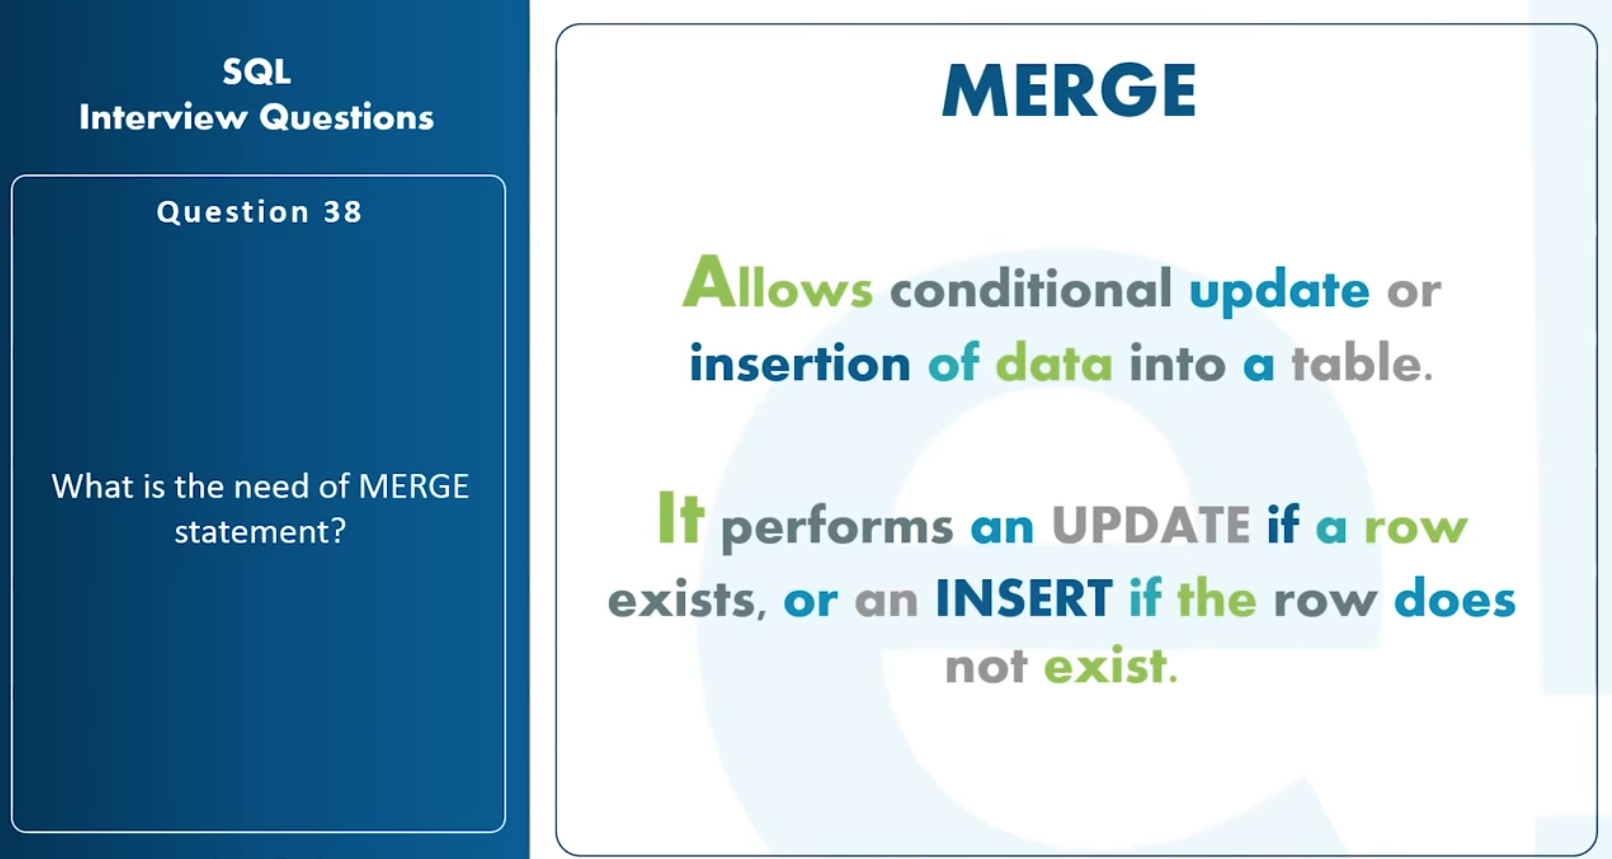 SQL
Interview Questions
Question 38
What is the need of MERGE
statement?
MERGE
Allows conditional update or
insertion of data into a table.
It performs an UPDATE if a row
exists, or an INSERT if the row does
not exist.